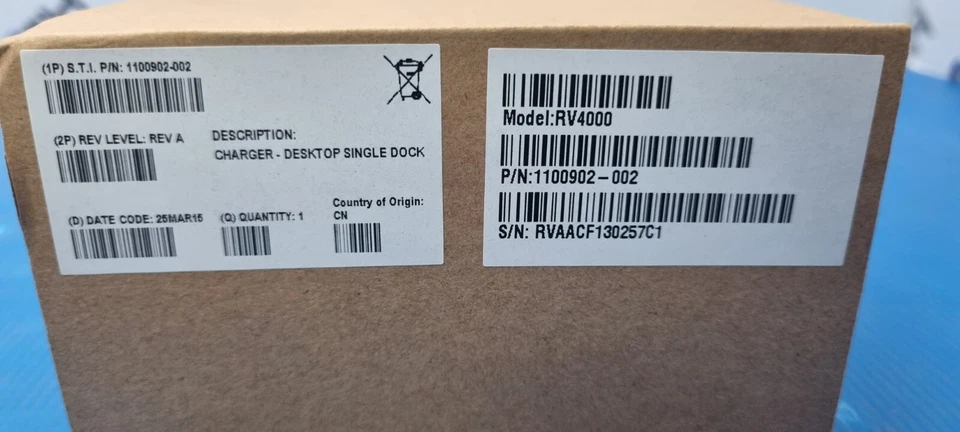 (1P) S.T.I. P/N: 1100902-002
(2P) REV LEVEL: REV A
DESCRIPTION:
CHARGER - DESKTOP SINGLE DOCK
(D) DATE CODE: 25MAR15
(Q) QUANTITY: 1
Country of Origin:
CN
Model:RV4000
P/N:1100902-002
S/N: RVAACF130257C1